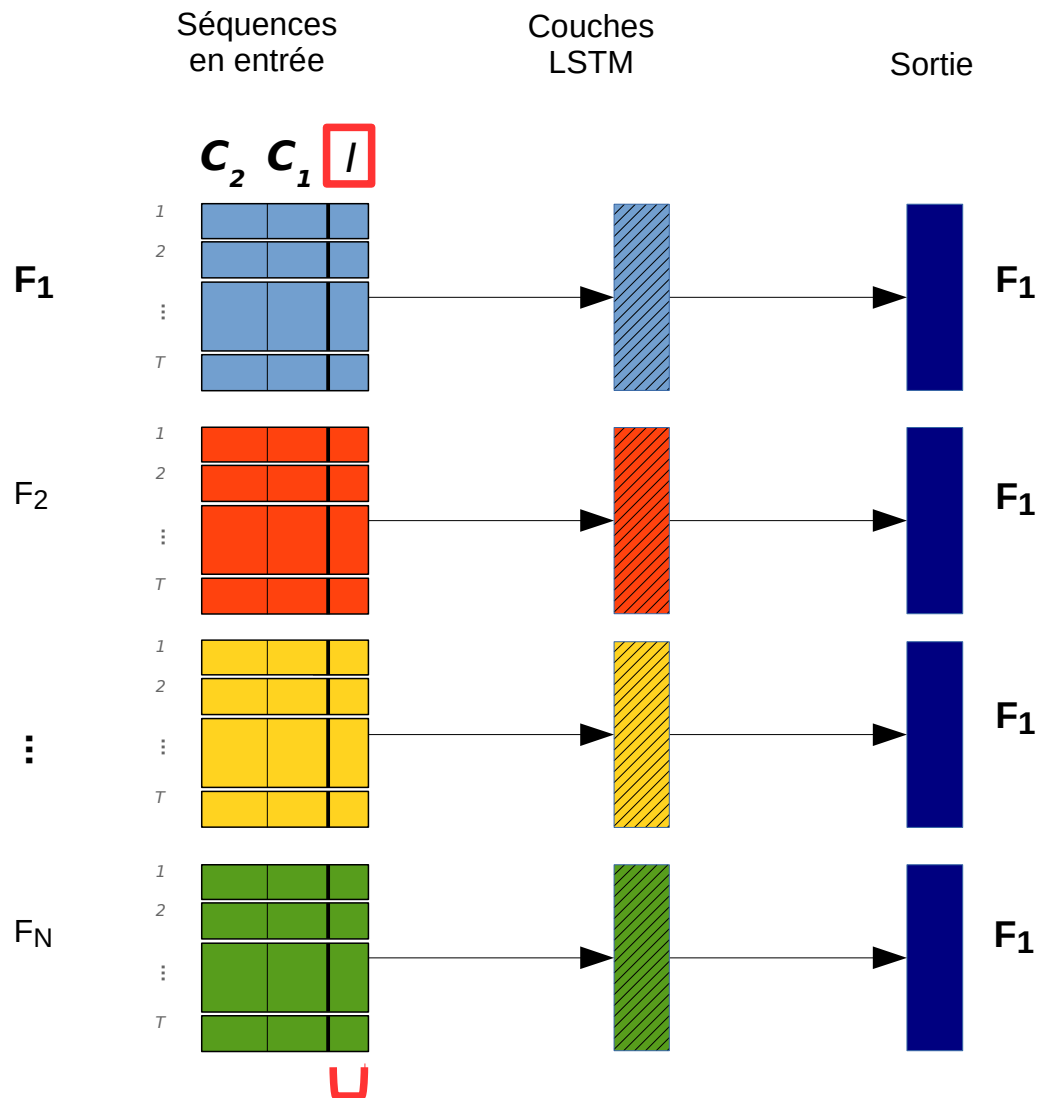 Séquences
en entrée
Couches
LSTM
Sortie
C2 C1 I
1
2
⋮
T
F1
F1
1
2
⋮
T
F2
F1
1
2
⋮
T
⋮
F1
1
2
⋮
T
FN
F1